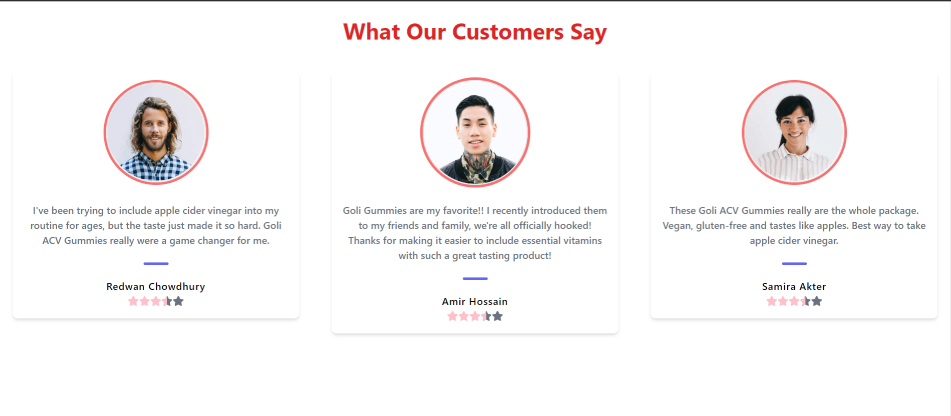 What Our Customers Say
I've been trying to include apple cider vinegar into my
routine for ages, but the taste just made it so hard. Goli
ACV Gummies really were a game changer for me.
Redwan Chowdhury
Goli Gummies are my favorite!! I recently introduced them
to my friends and family, we're all officially hooked!
Thanks for making it easier to include essential vitamins
with such a great tasting product!
Amir Hossain
These Goli ACV Gummies really are the whole package.
Vegan, gluten-free and tastes like apples. Best way to take
apple cider vinegar.
Samira Akter